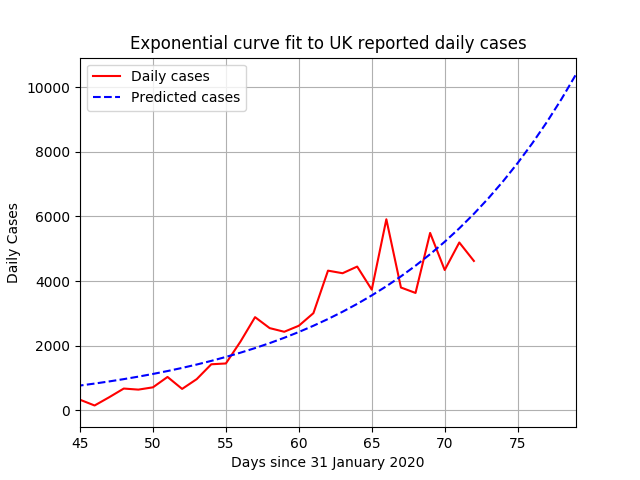 Exponential curve fit to UK reported daily cases
Daily cases
Predicted cases
10000
8000
6000
4000
2000
0
Daily Cases
45 50 55 60 65 70 75
Days since 31 January 2020